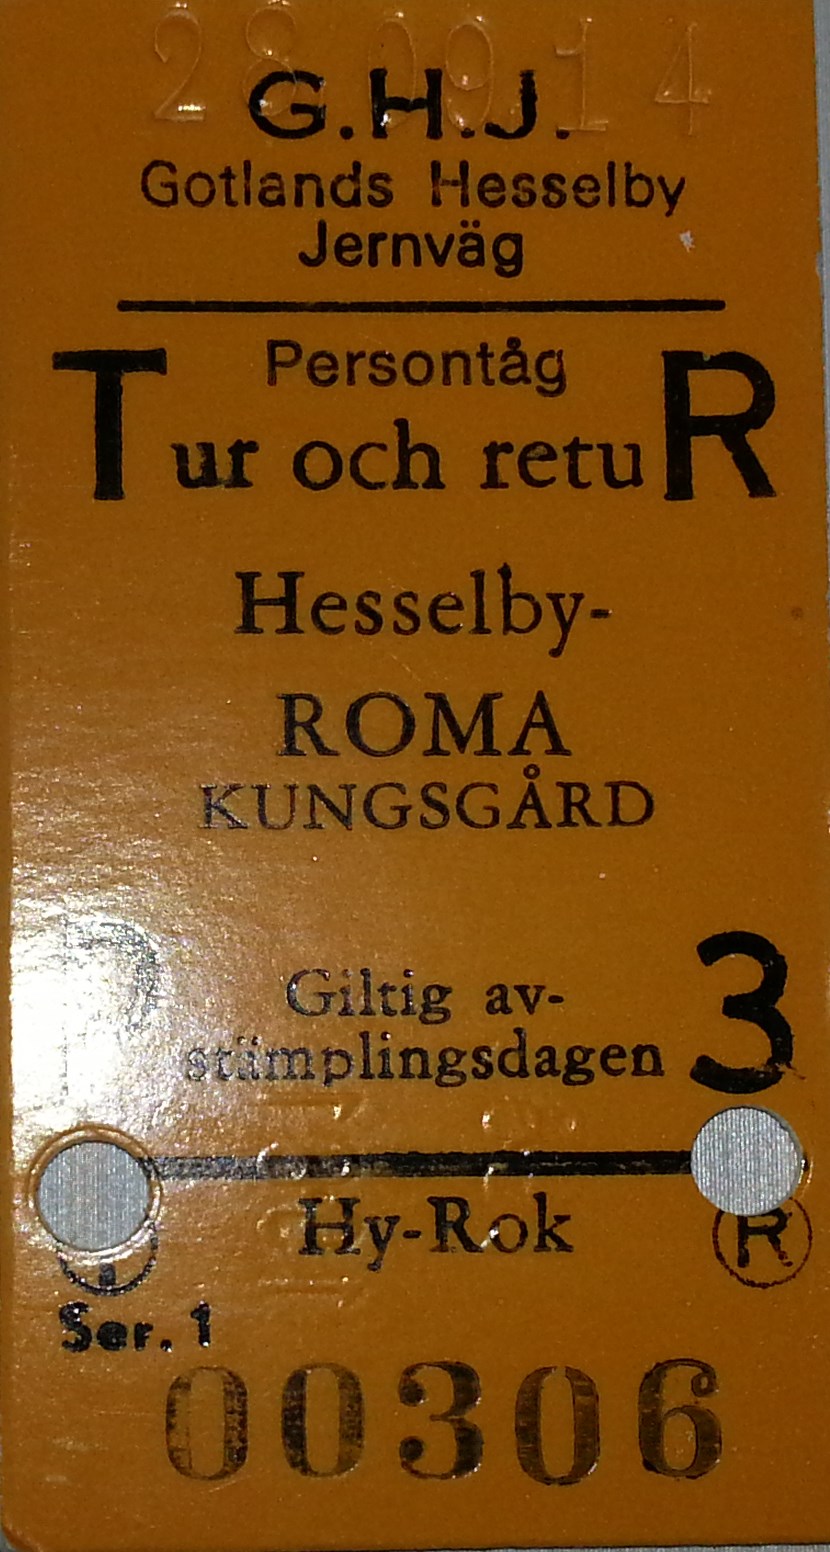 28 09 14
G.H.J.
Gotlands Hesselby
Jernväg
Persontåg
Tur och retuR
Hesselby-
ROMA
KUNGSGÅRD
P 3
Giltig av-
stämplingsdagen
Hy-Rok
R
Ser. 1
00306